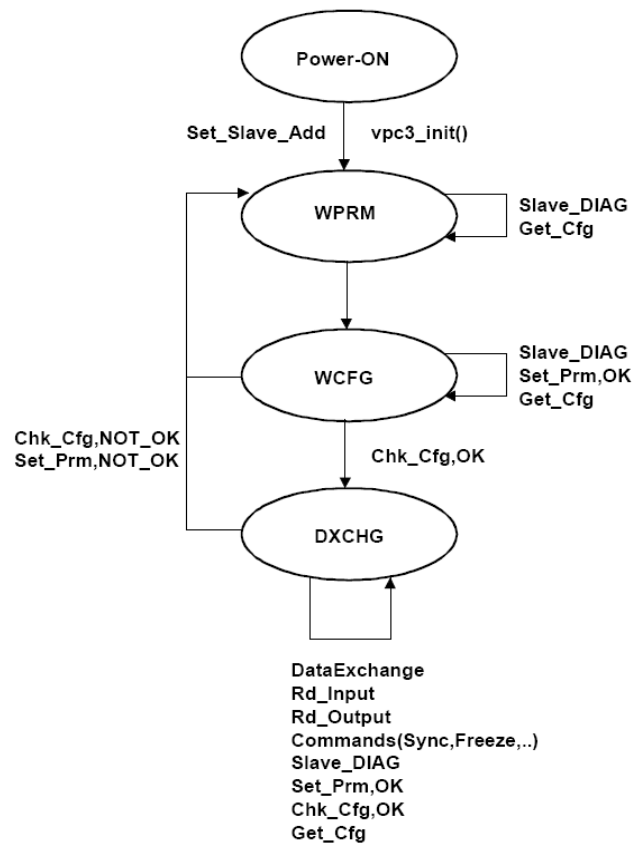 Power-ON
Set_Slave_Add vpc3_init()
WPRM
Slave_DIAG
Get_Cfg
WCFG
Slave_DIAG
Set_Prm,OK
Get_Cfg
Chk_Cfg,NOT_OK
Set_Prm,NOT_OK
Chk_Cfg,OK
DXCHG
DataExchange
Rd_Input
Rd_Output
Commands(Sync,Freeze,..)
Slave_DIAG
Set_Prm,OK
Chk_Cfg,OK
Get_Cfg